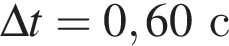 Δt = 0,60 с